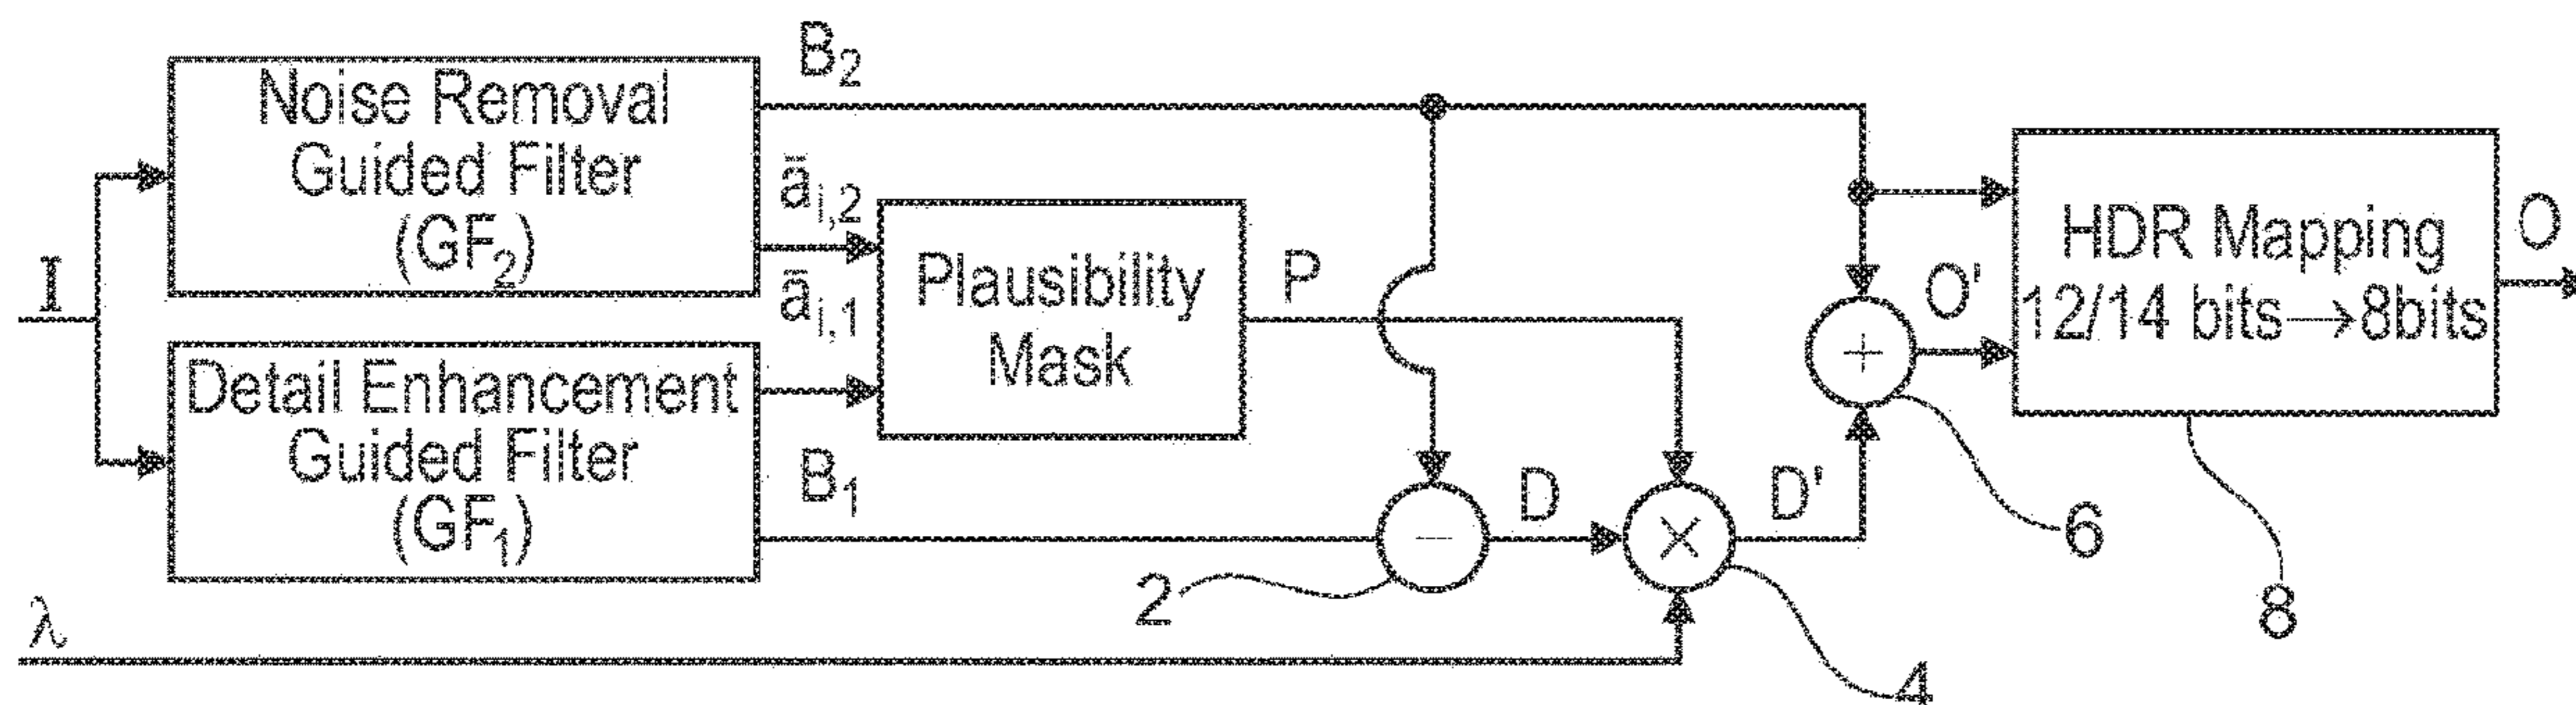 B₂
Noise Removal
Guided Filter
(GF₂)
I
ā̄i,2
ā̄i,1
Plausibility
Mask
P
Detail Enhancement
Guided Filter
(GF₁)
B₁
D
D'
O'
HDR Mapping
12/14 bits→8bits
O
−
×
+
2
4
6
8
λ